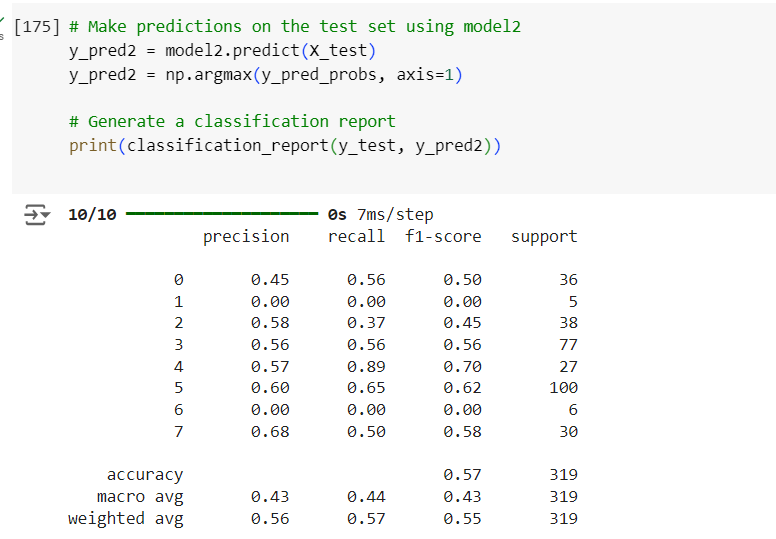 [175] # Make predictions on the test set using model2
y_pred2 = model2.predict(X_test)
y_pred2 = np.argmax(y_pred_probs, axis=1)
# Generate a classification report
print(classification_report(y_test, y_pred2))
10/10 0s 7ms/step
precision recall f1-score support
0 0.45 0.56 0.50 36
1 0.00 0.00 0.00 5
2 0.58 0.37 0.45 38
3 0.56 0.56 0.56 77
4 0.57 0.89 0.70 27
5 0.60 0.65 0.62 100
6 0.00 0.00 0.00 6
7 0.68 0.50 0.58 30
accuracy 0.57 319
macro avg 0.43 0.44 0.43 319
weighted avg 0.56 0.57 0.55 319